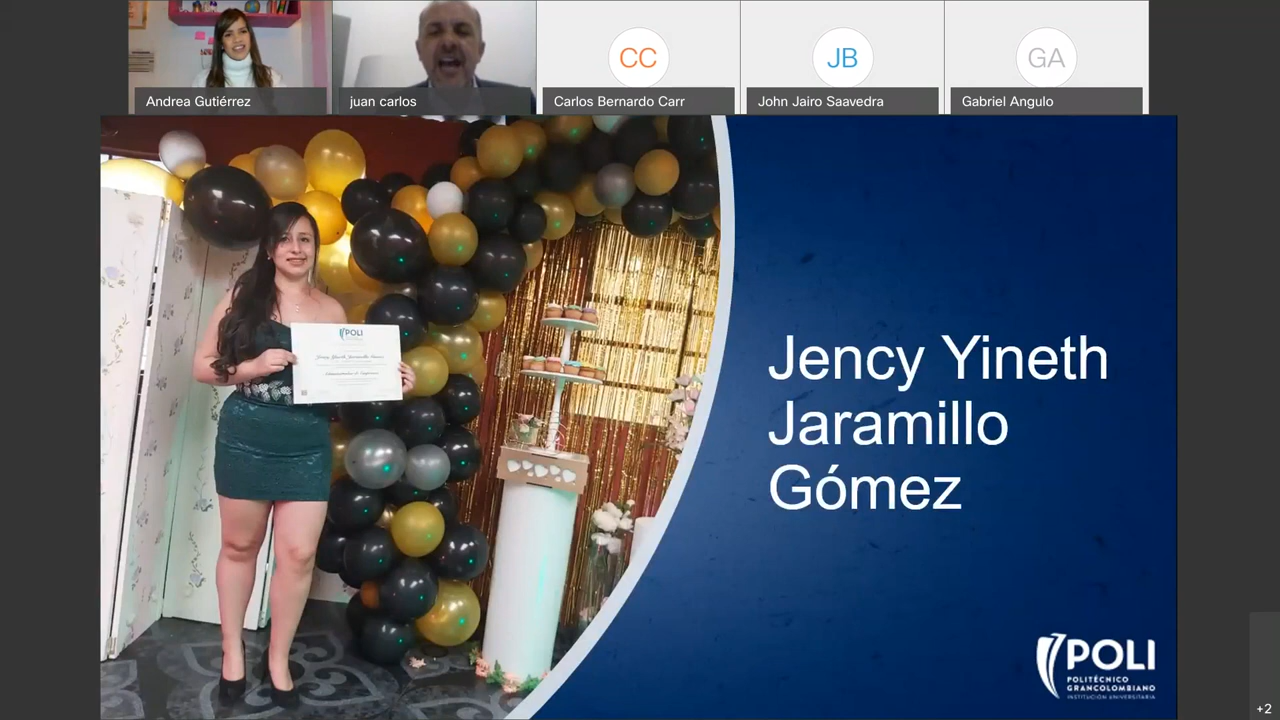 Andrea Gutiérrez
juan carlos
CC
Carlos Bernardo Carr
JB
John Jairo Saavedra
GA
Gabriel Angulo
POLI
Jency Yineth
Jaramillo
Gómez
POLI
POLITÉCNICO
GRANCOLOMBIANO
INSTITUCIÓN UNIVERSITARIA
+2